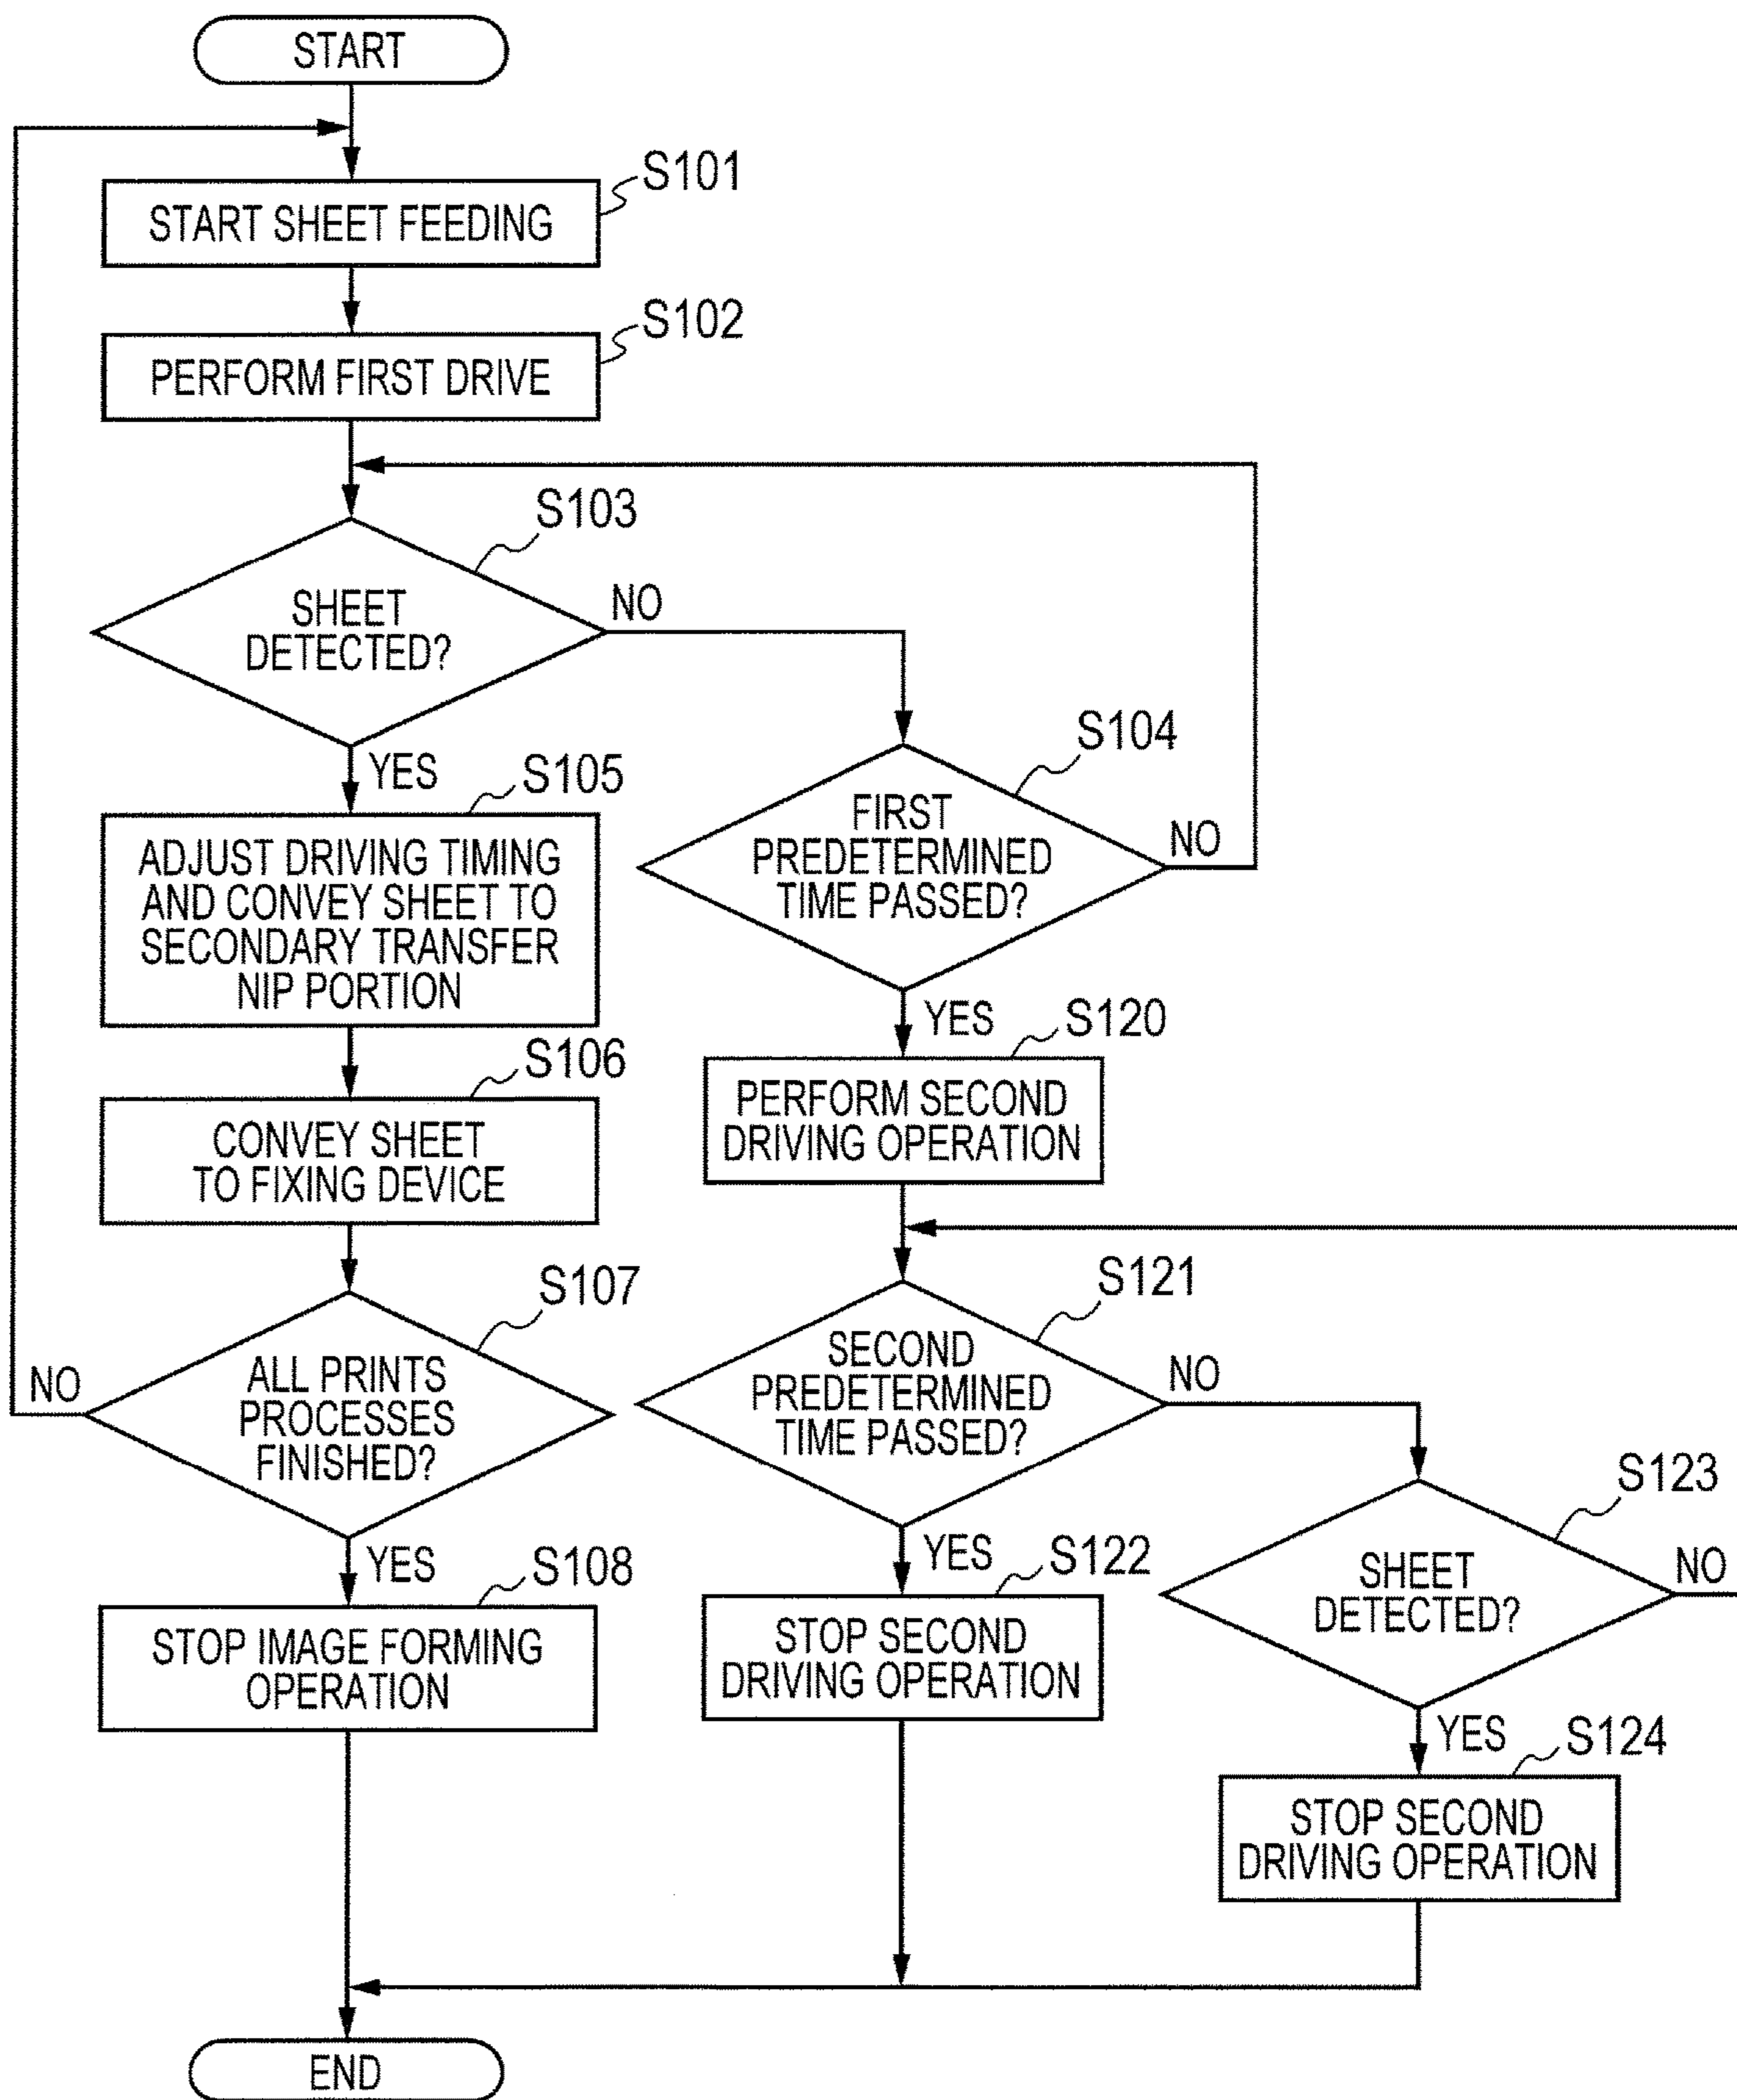 START
S101
START SHEET FEEDING
S102
PERFORM FIRST DRIVE
S103
SHEET
DETECTED?
NO
YES
S104
FIRST
PREDETERMINED
TIME PASSED?
NO
YES
S105
ADJUST DRIVING TIMING
AND CONVEY SHEET TO
SECONDARY TRANSFER
NIP PORTION
S106
CONVEY SHEET
TO FIXING DEVICE
S107
ALL PRINTS
PROCESSES
FINISHED?
NO
YES
S108
STOP IMAGE FORMING
OPERATION
S120
PERFORM SECOND
DRIVING OPERATION
S121
SECOND
PREDETERMINED
TIME PASSED?
NO
YES
S122
STOP SECOND
DRIVING OPERATION
S123
SHEET
DETECTED?
NO
YES
S124
STOP SECOND
DRIVING OPERATION
END